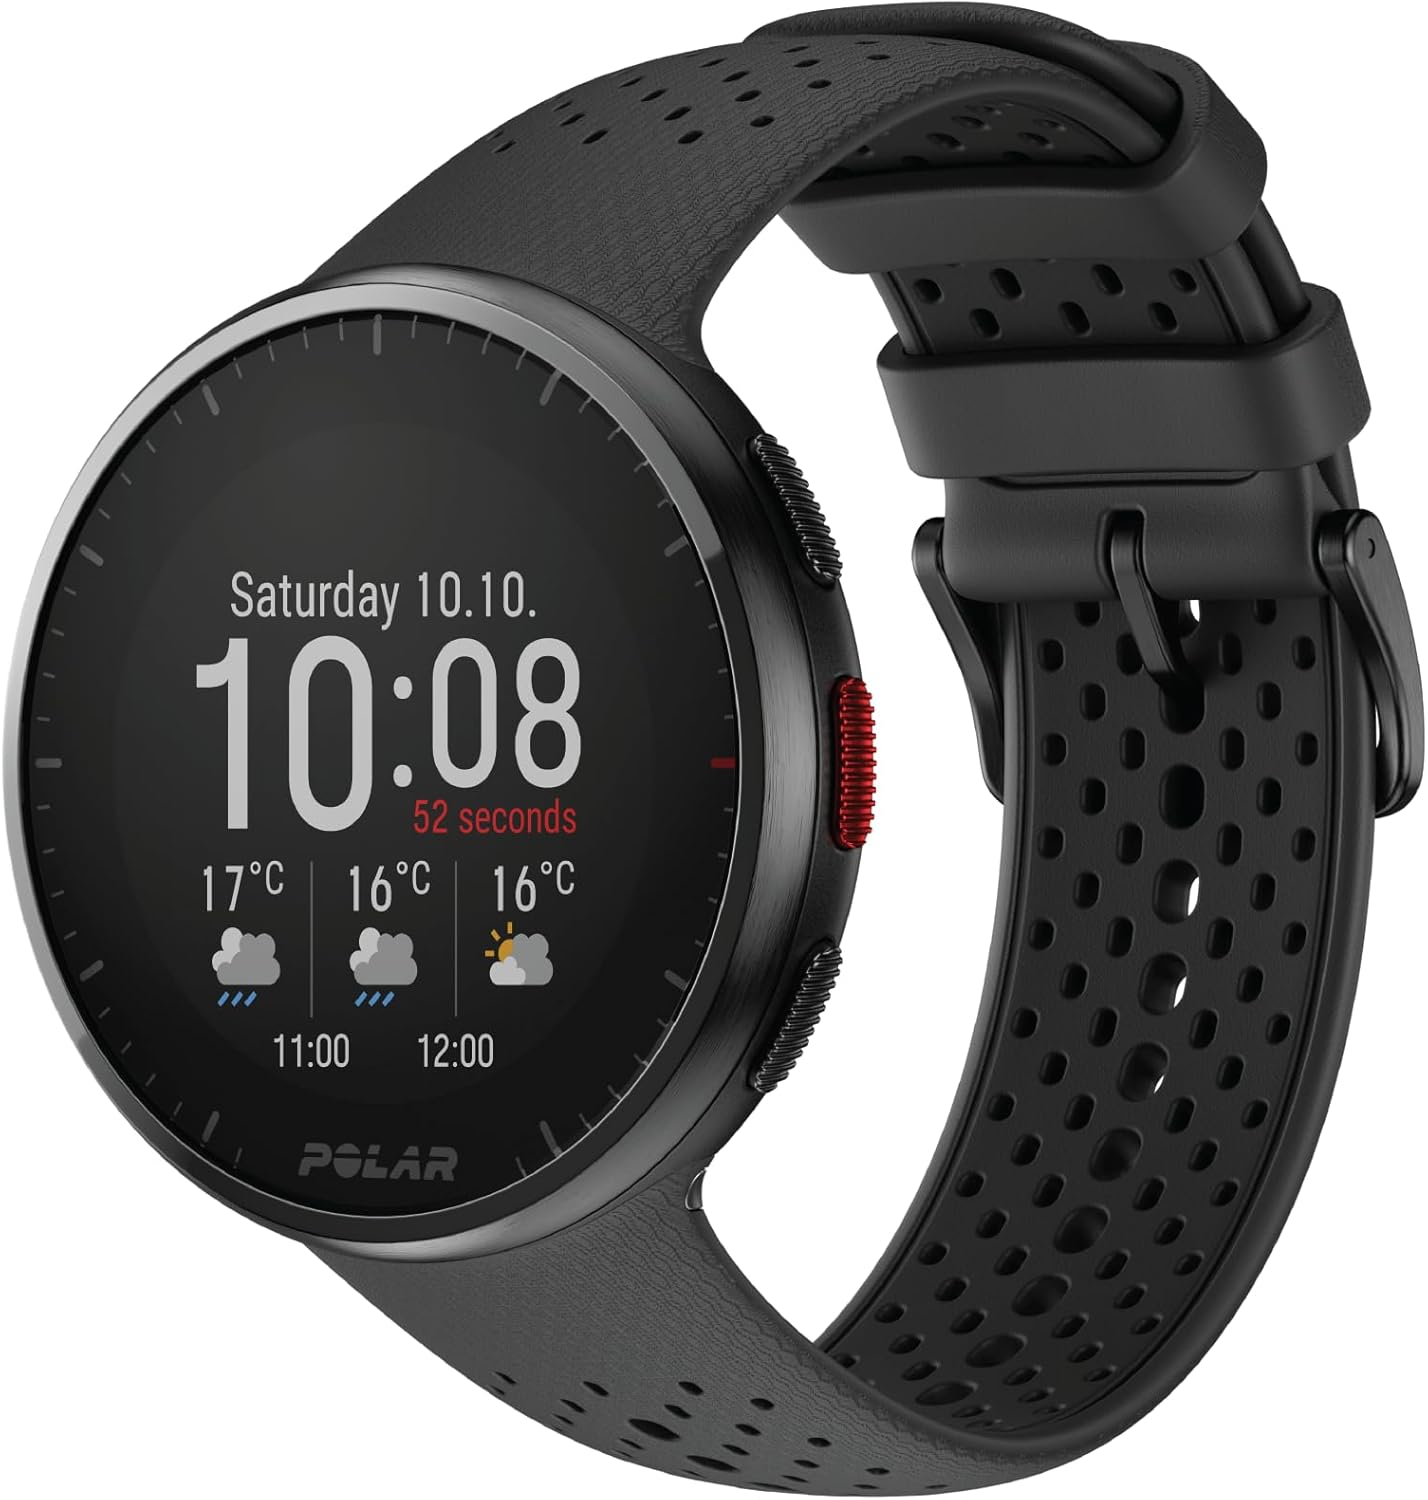 Saturday 10.10.
10:08
52 seconds
17°C 16°C 16°C
11:00 12:00
POLAR